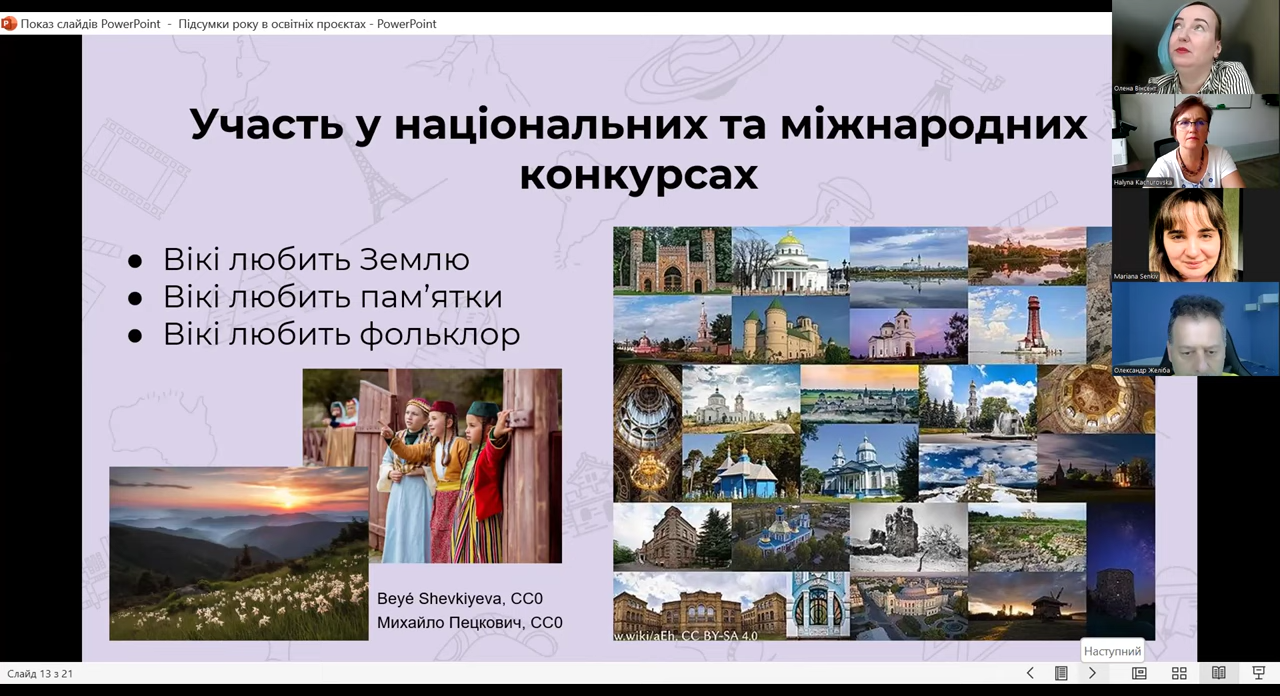 Показ слайдів PowerPoint - Підсумки року в освітніх проєктах - PowerPoint
Участь у національних та міжнародних
конкурсах
● Вікі любить Землю
● Вікі любить пам’ятки
● Вікі любить фольклор
Beyé Shevkiyeva, CC0
Михайло Пецкович, CC0
w.wiki/aEh, CC BY-SA 4.0
Олена Вінсент
Halyna Kachurovska
Mariana Senkiv
Олександр Желіба
Наступний
Слайд 13 з 21